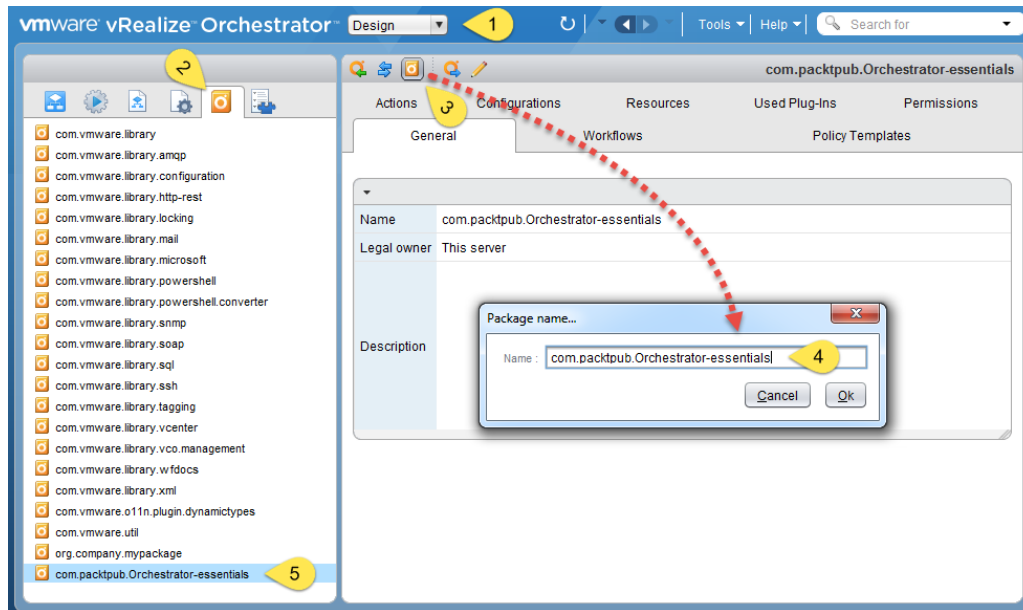 vmware vRealize Orchestrator Design 1 Tools Help Search for
2
com.packtpub.Orchestrator-essentials
3
Actions Configurations Resources Used Plug-Ins Permissions
General Workflows Policy Templates
com.vmware.library
com.vmware.library.amqp
com.vmware.library.configuration
com.vmware.library.http-rest
com.vmware.library.locking
com.vmware.library.mail
com.vmware.library.microsoft
com.vmware.library.powershell
com.vmware.library.powershell.converter
com.vmware.library.snmp
com.vmware.library.soap
com.vmware.library.sql
com.vmware.library.ssh
com.vmware.library.tagging
com.vmware.library.vcenter
com.vmware.library.vco.management
com.vmware.library.wfdocs
com.vmware.library.xml
com.vmware.o11n.plugin.dynamictypes
com.vmware.util
org.company.mypackage
com.packtpub.Orchestrator-essentials 5
Name com.packtpub.Orchestrator-essentials
Legal owner This server
Description
Package name...
Name : com.packtpub.Orchestrator-essentials 4
Cancel Ok